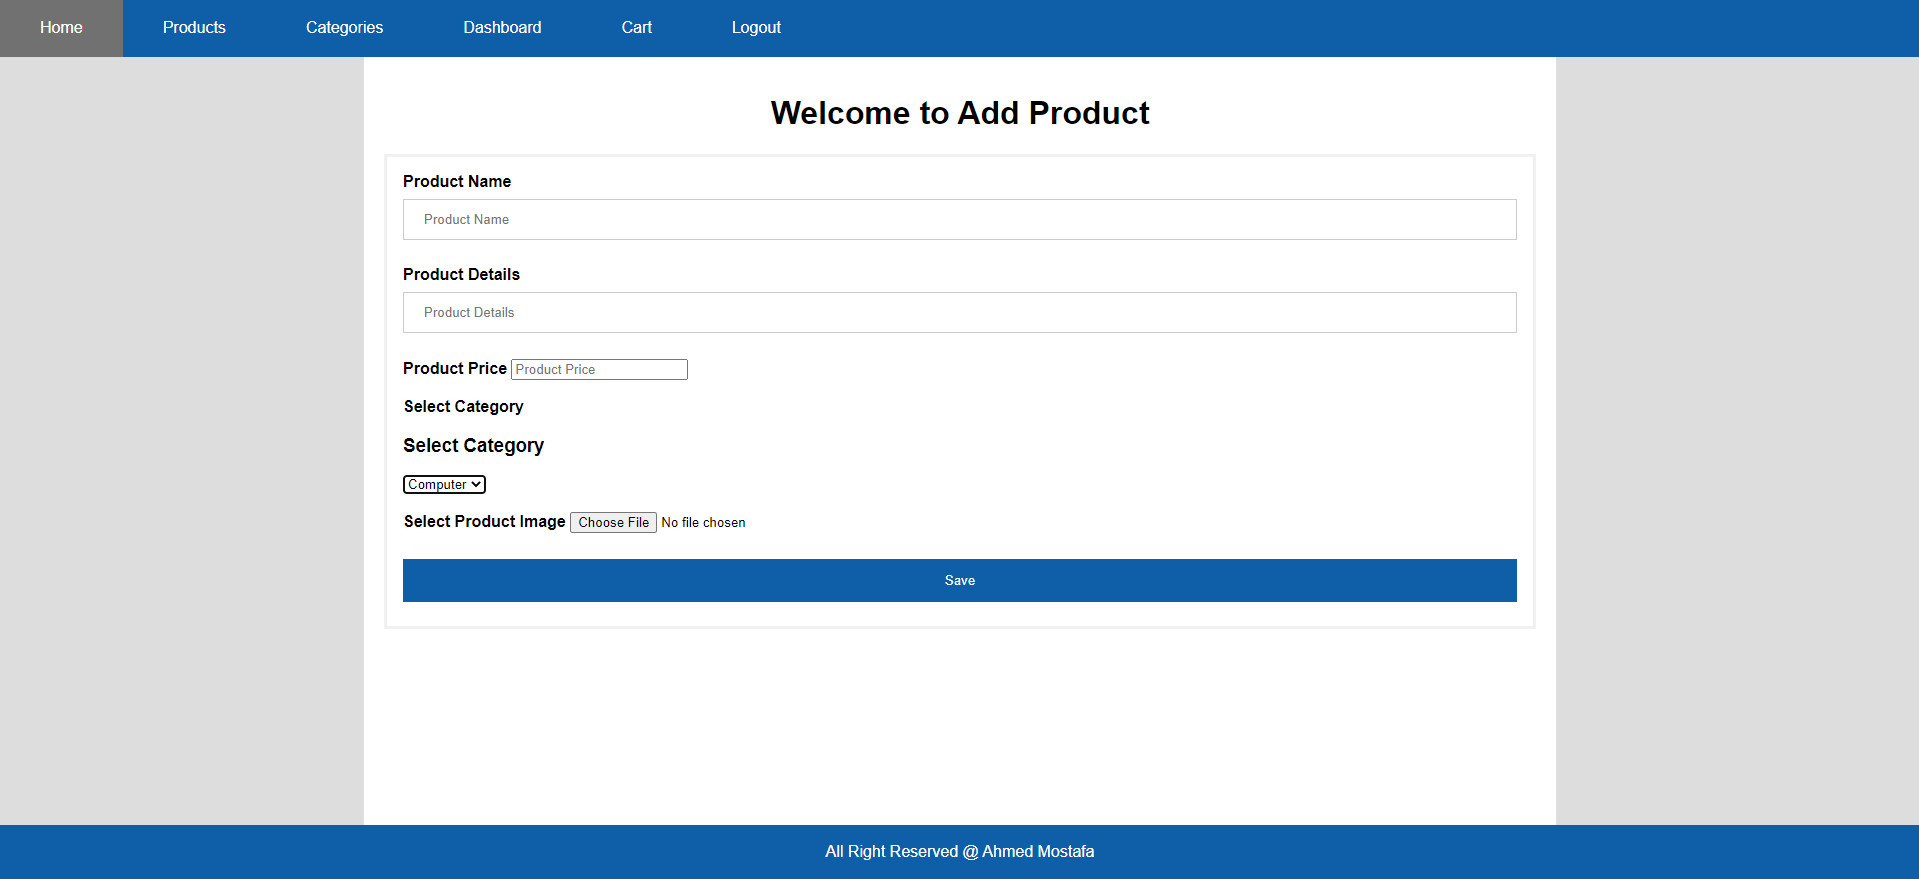 Home Products Categories Dashboard Cart Logout
Welcome to Add Product
Product Name
Product Name
Product Details
Product Details
Product Price Product Price
Select Category
Select Category
Computer
Select Product Image Choose File No file chosen
Save
All Right Reserved @ Ahmed Mostafa